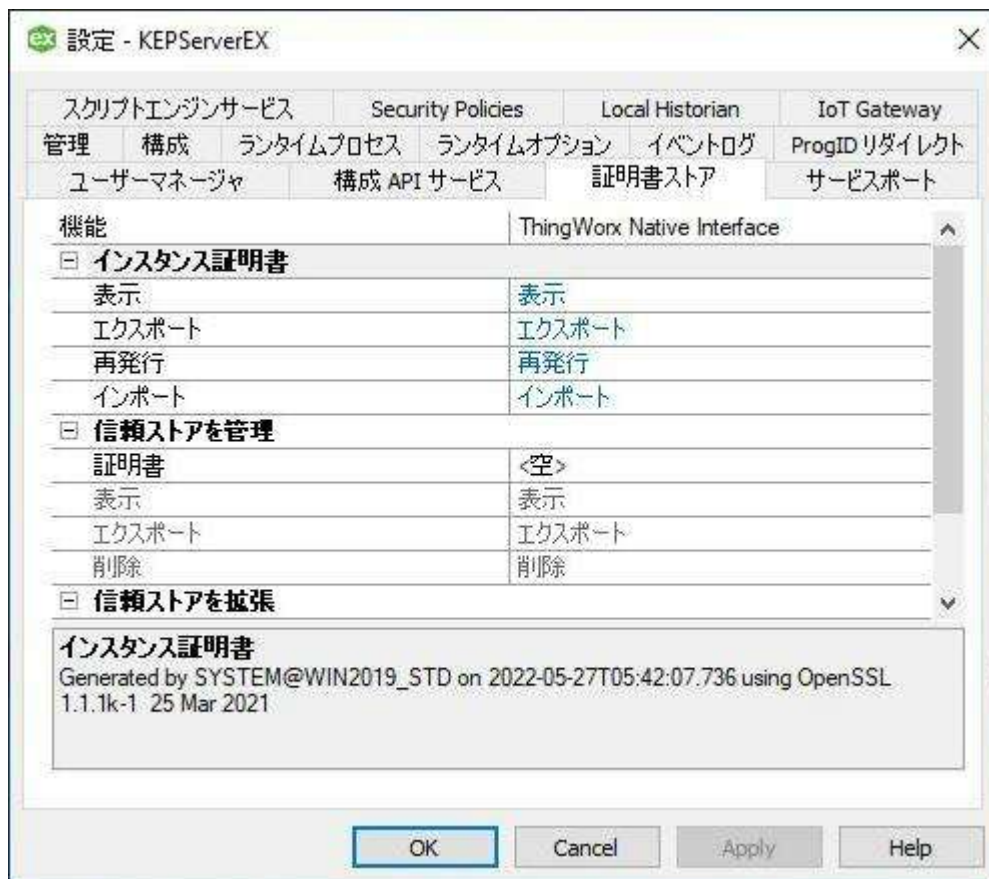 設定 - KEPServerEX
スクリプトエンジンサービス Security Policies Local Historian IoT Gateway
管理 構成 ランタイムプロセス ランタイムオプション イベントログ ProgID リダイレクト
ユーザーマネージャ 構成 API サービス 証明書ストア サービスポート
機能 ThingWorx Native Interface
インスタンス証明書
表示 表示
エクスポート エクスポート
再発行 再発行
インポート インポート
信頼ストアを管理
証明書 <空>
表示 表示
エクスポート エクスポート
削除 削除
信頼ストアを拡張
インスタンス証明書
Generated by SYSTEM@WIN2019_STD on 2022-05-27T05:42:07.736 using OpenSSL
1.1.1k-1 25 Mar 2021
OK Cancel Apply Help